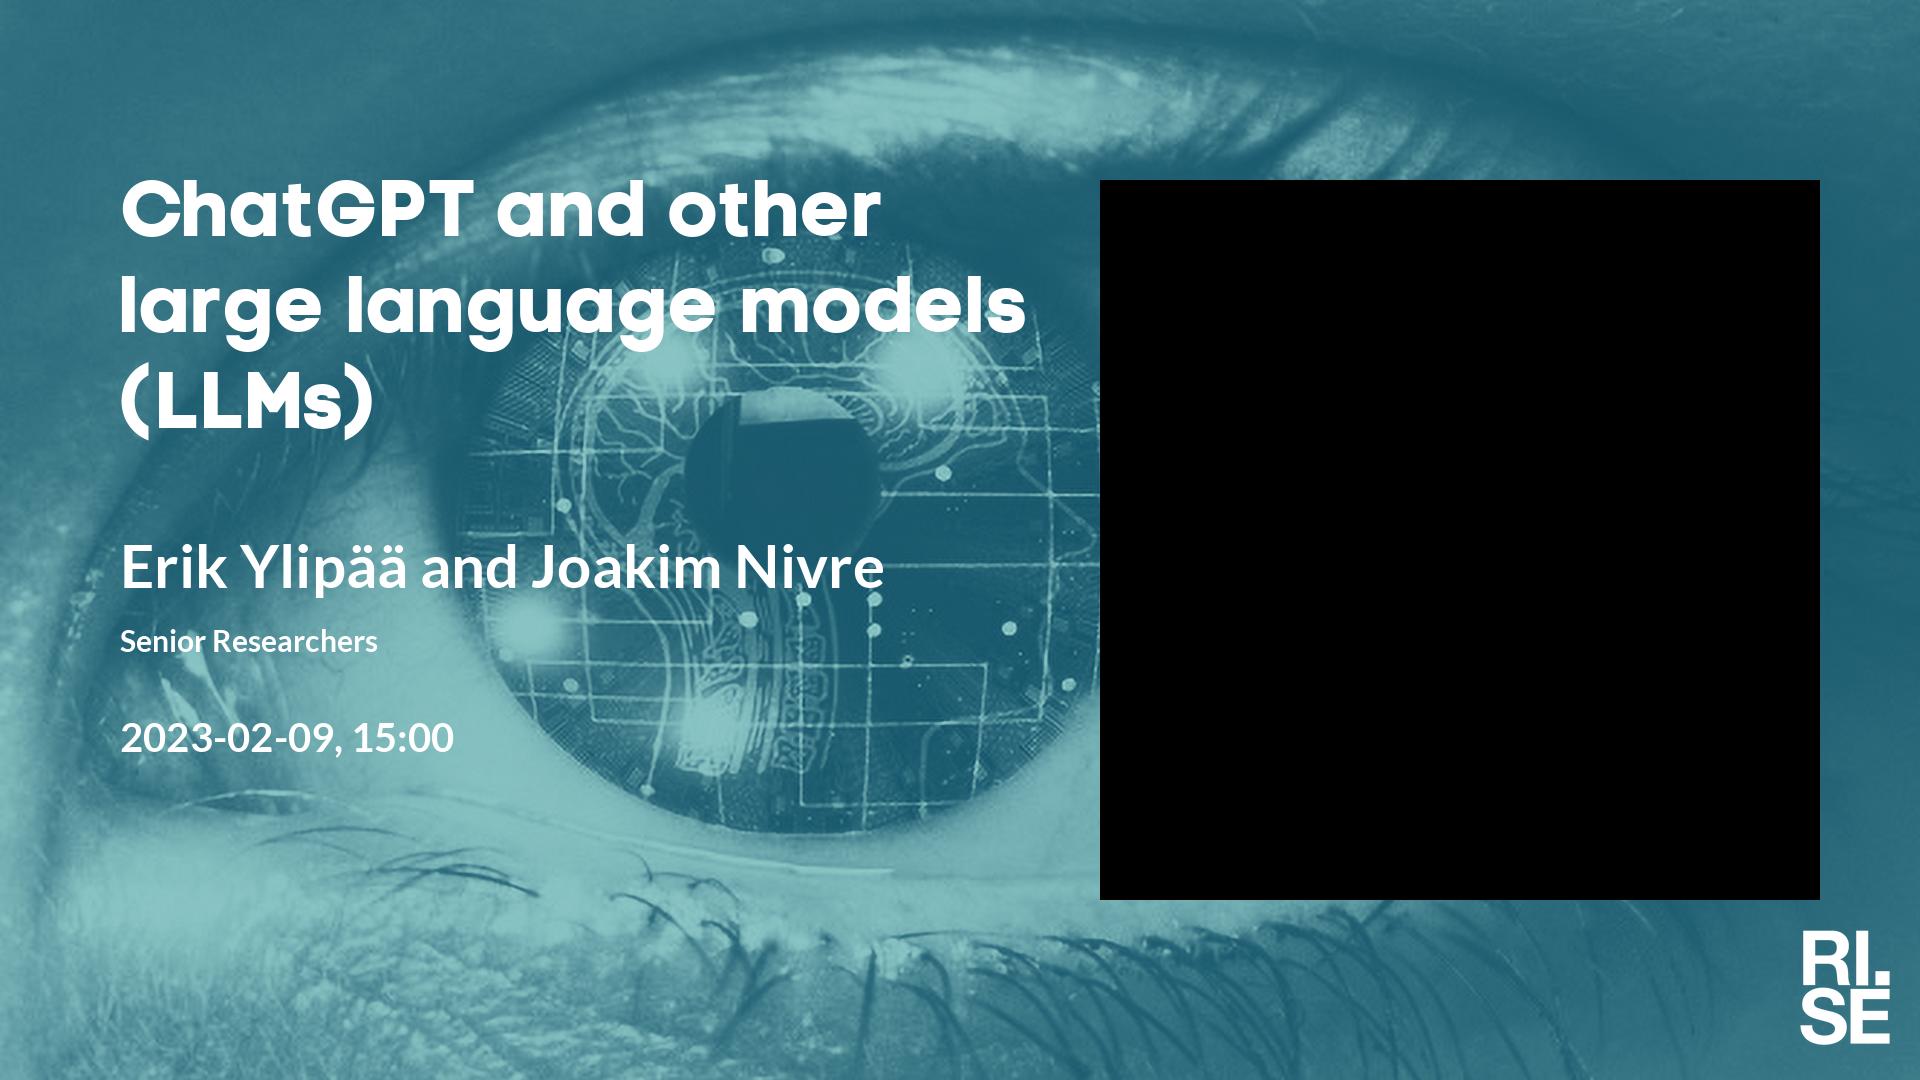 ChatGPT and other
large language models
(LLMs)
Erik Ylipää and Joakim Nivre
Senior Researchers
2023-02-09, 15:00
RI.
SE